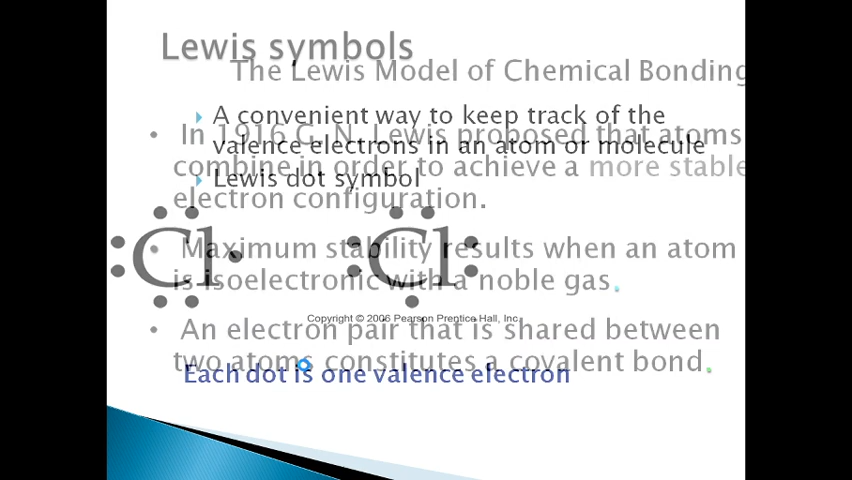 Lewis symbols
The Lewis Model of Chemical Bonding
A convenient way to keep track of the
valence electrons in an atom or molecule
Lewis dot symbol
• In 1916 G. N. Lewis proposed that atoms
combine in order to achieve a more stable
electron configuration.
Cl Cl
• Maximum stability results when an atom
is isoelectronic with a noble gas.
Copyright © 2006 Pearson Prentice Hall, Inc.
• An electron pair that is shared between
two atoms constitutes a covalent bond.
Each dot is one valence electron